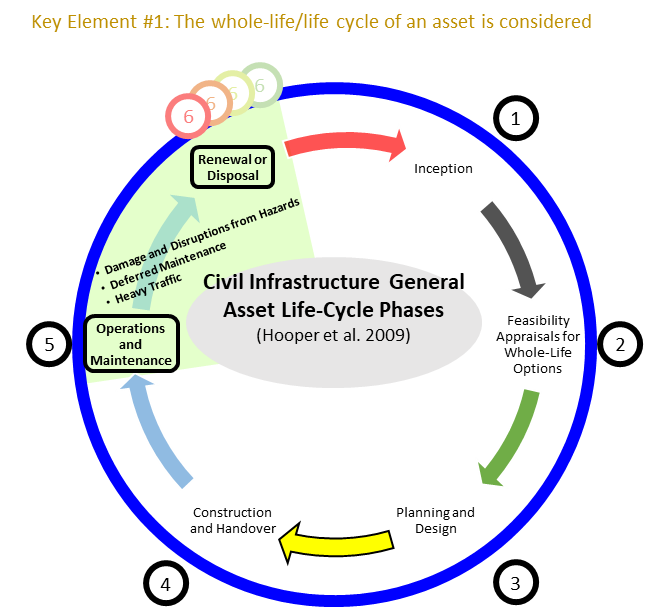 Key Element #1: The whole-life/life cycle of an asset is considered
6
6
6
6
Renewal or
Disposal
1
Inception
• Damage and Disruptions from Hazards
• Deferred Maintenance
• Heavy Traffic
Civil Infrastructure General
Asset Life-Cycle Phases
(Hooper et al. 2009)
5
Operations
and
Maintenance
Feasibility
Appraisals for
Whole-Life
Options
2
Construction
and Handover
Planning and
Design
4
3